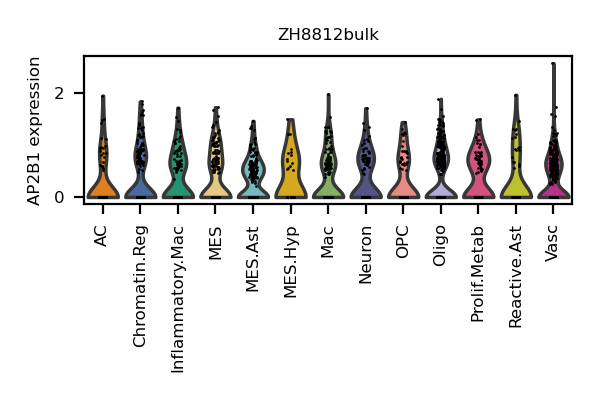 ZH8812bulk
AP2B1 expression
2
0
AC
Chromatin.Reg
Inflammatory.Mac
MES
MES.Ast
MES.Hyp
Mac
Neuron
OPC
Oligo
Prolif.Metab
Reactive.Ast
Vasc